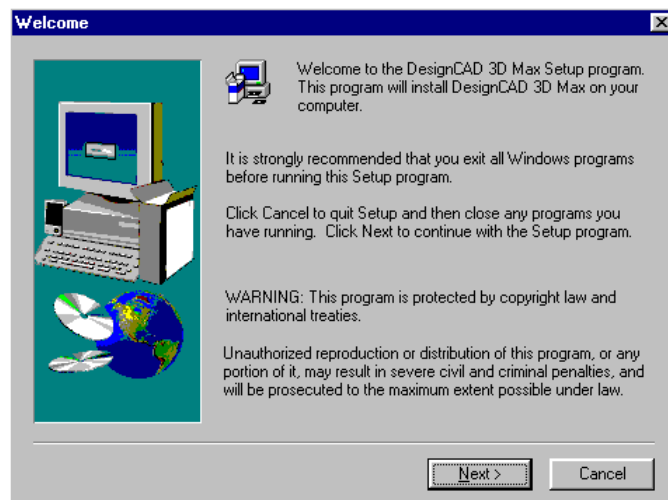 Welcome
Welcome to the DesignCAD 3D Max Setup program.
This program will install DesignCAD 3D Max on your
computer.
It is strongly recommended that you exit all Windows programs
before running this Setup program.
Click Cancel to quit Setup and then close any programs you
have running.  Click Next to continue with the Setup program.
WARNING: This program is protected by copyright law and
international treaties.
Unauthorized reproduction or distribution of this program, or any
portion of it, may result in severe civil and criminal penalties, and
will be prosecuted to the maximum extent possible under law.
Next >
Cancel